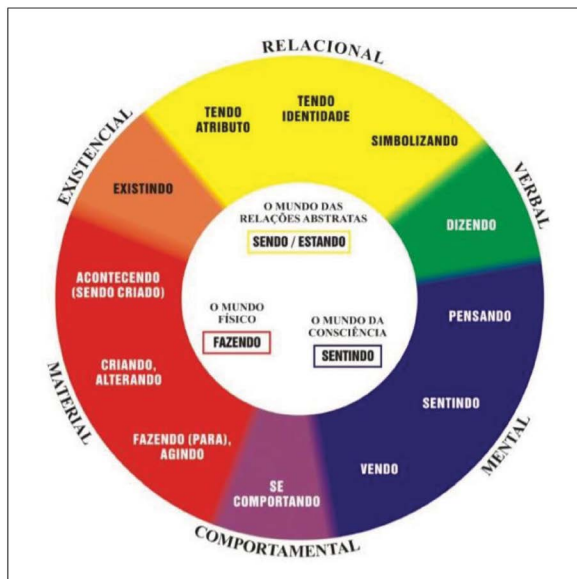 RELACIONAL
TENDO
ATRIBUTO
TENDO
IDENTIDADE
SIMBOLIZANDO
EXISTENCIAL
EXISTINDO
VERBAL
DIZENDO
O MUNDO DAS
RELAÇÕES ABSTRATAS
SENDO / ESTANDO
ACONTECENDO
(SENDO CRIADO)
O MUNDO
FÍSICO
FAZENDO
O MUNDO DA
CONSCIÊNCIA
SENTINDO
PENSANDO
CRIANDO,
ALTERANDO
SENTINDO
MATERIAL
FAZENDO (PARA),
AGINDO
VENDO
MENTAL
SE
COMPORTANDO
COMPORTAMENTAL